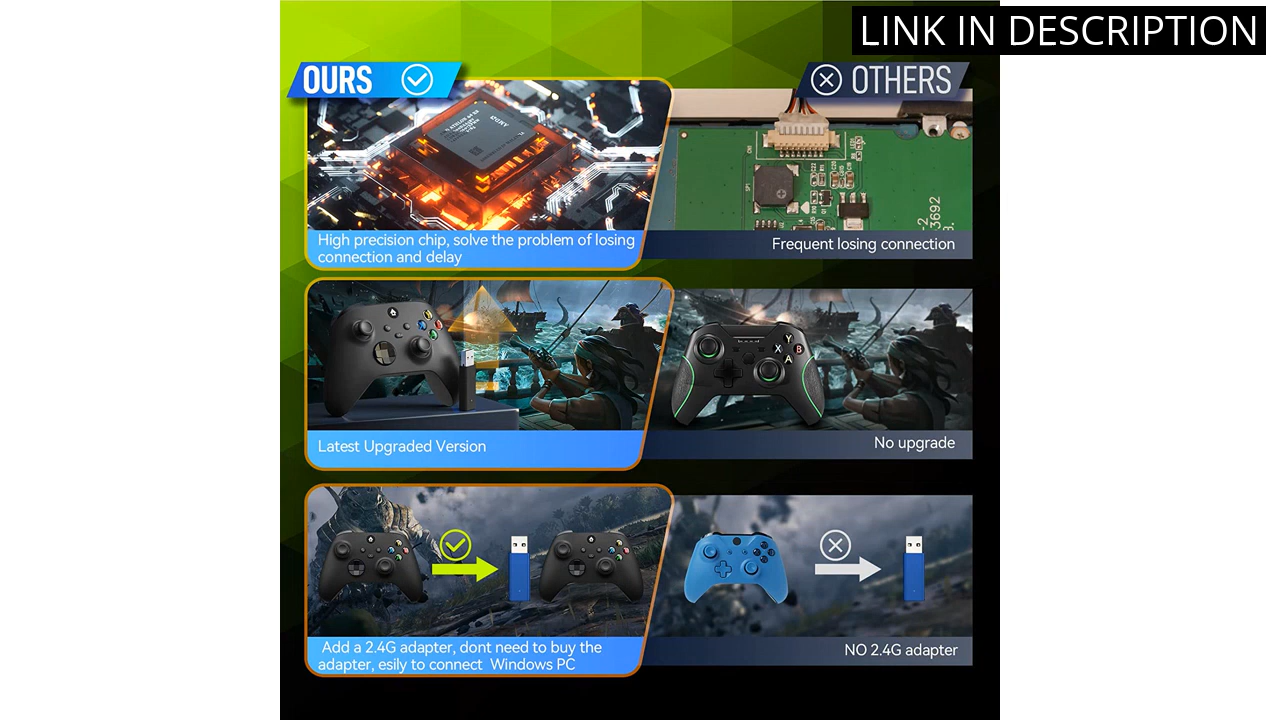 LINK IN DESCRIPTION
OURS
OTHERS
AMD
3692
High precision chip, solve the problem of losing
connection and delay
Frequent losing connection
Y
X B
A
Latest Upgraded Version
No upgrade
Add a 2.4G adapter, dont need to buy the
adapter, esily to connect Windows PC
NO 2.4G adapter